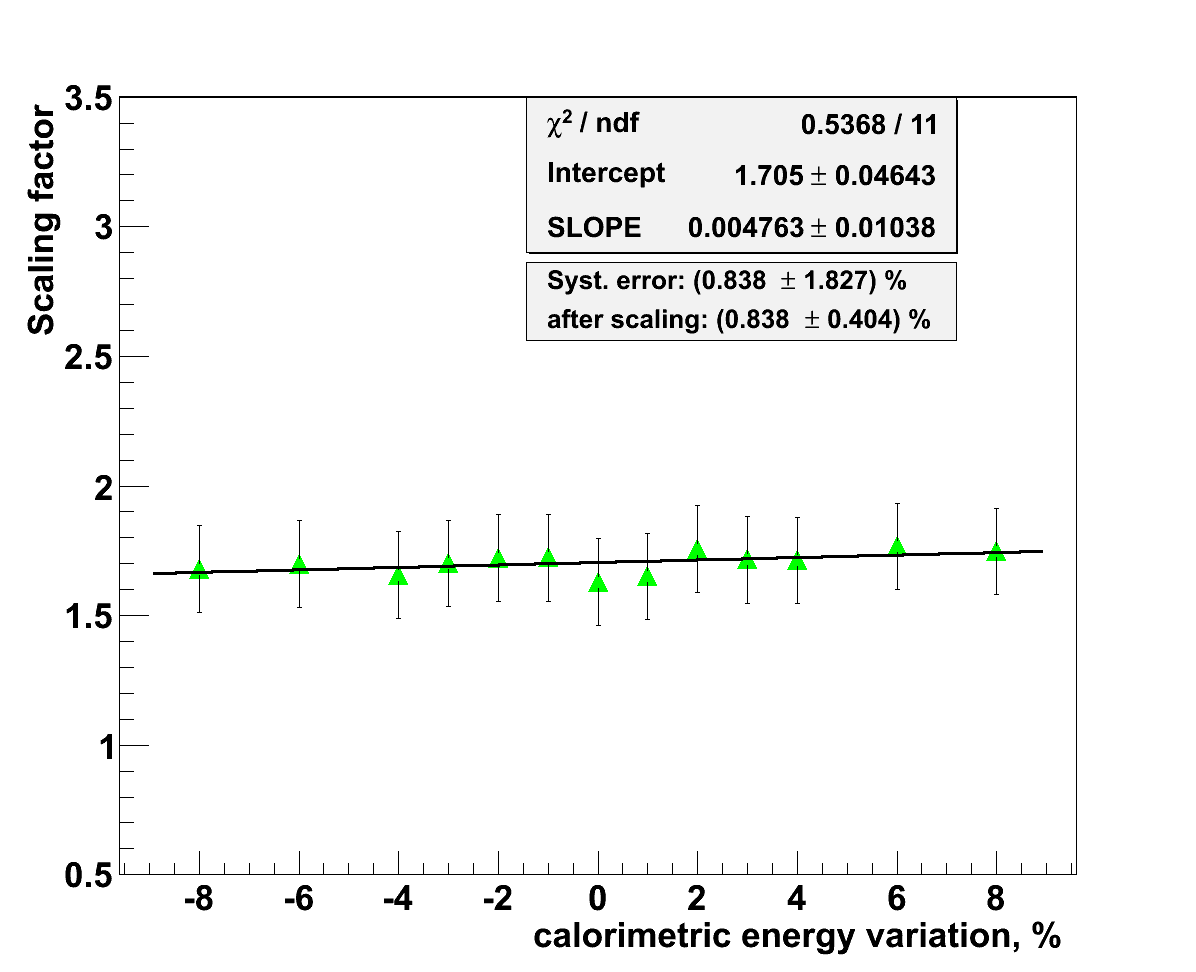 Scaling factor
3.5
3
2.5
2
1.5
1
0.5
χ² / ndf 0.5368 / 11
Intercept 1.705 ± 0.04643
SLOPE 0.004763 ± 0.01038
Syst. error: (0.838 ± 1.827) %
after scaling: (0.838 ± 0.404) %
-8 -6 -4 -2 0 2 4 6 8
calorimetric energy variation, %